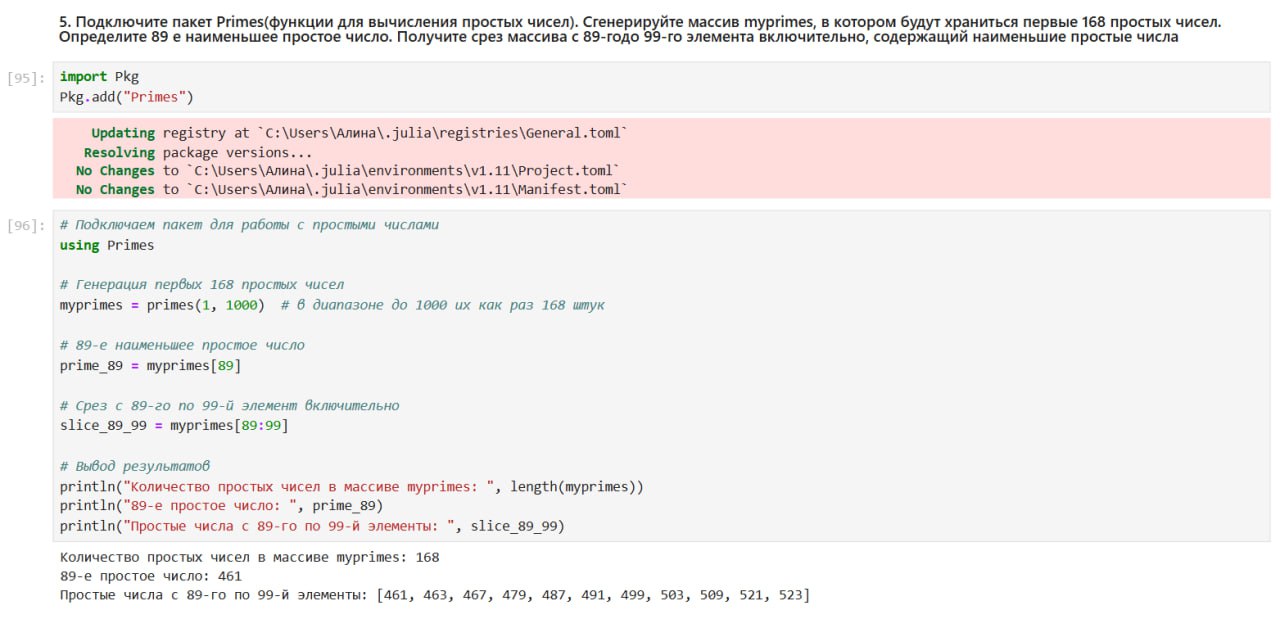 5. Подключите пакет Primes(функции для вычисления простых чисел). Сгенерируйте массив myprimes, в котором будут храниться первые 168 простых чисел.
Определите 89 е наименьшее простое число. Получите срез массива с 89-годо 99-го элемента включительно, содержащий наименьшие простые числа
[95]: import Pkg
Pkg.add("Primes")
Updating registry at `C:\Users\Алина\.julia\registries\General.toml`
Resolving package versions...
No Changes to `C:\Users\Алина\.julia\environments\v1.11\Project.toml`
No Changes to `C:\Users\Алина\.julia\environments\v1.11\Manifest.toml`
[96]: # Подключаем пакет для работы с простыми числами
using Primes
# Генерация первых 168 простых чисел
myprimes = primes(1, 1000)  # в диапазоне до 1000 их как раз 168 штук
# 89-е наименьшее простое число
prime_89 = myprimes[89]
# Срез с 89-го по 99-й элемент включительно
slice_89_99 = myprimes[89:99]
# Вывод результатов
println("Количество простых чисел в массиве myprimes: ", length(myprimes))
println("89-е простое число: ", prime_89)
println("Простые числа с 89-го по 99-й элементы: ", slice_89_99)
Количество простых чисел в массиве myprimes: 168
89-е простое число: 461
Простые числа с 89-го по 99-й элементы: [461, 463, 467, 479, 487, 491, 499, 503, 509, 521, 523]